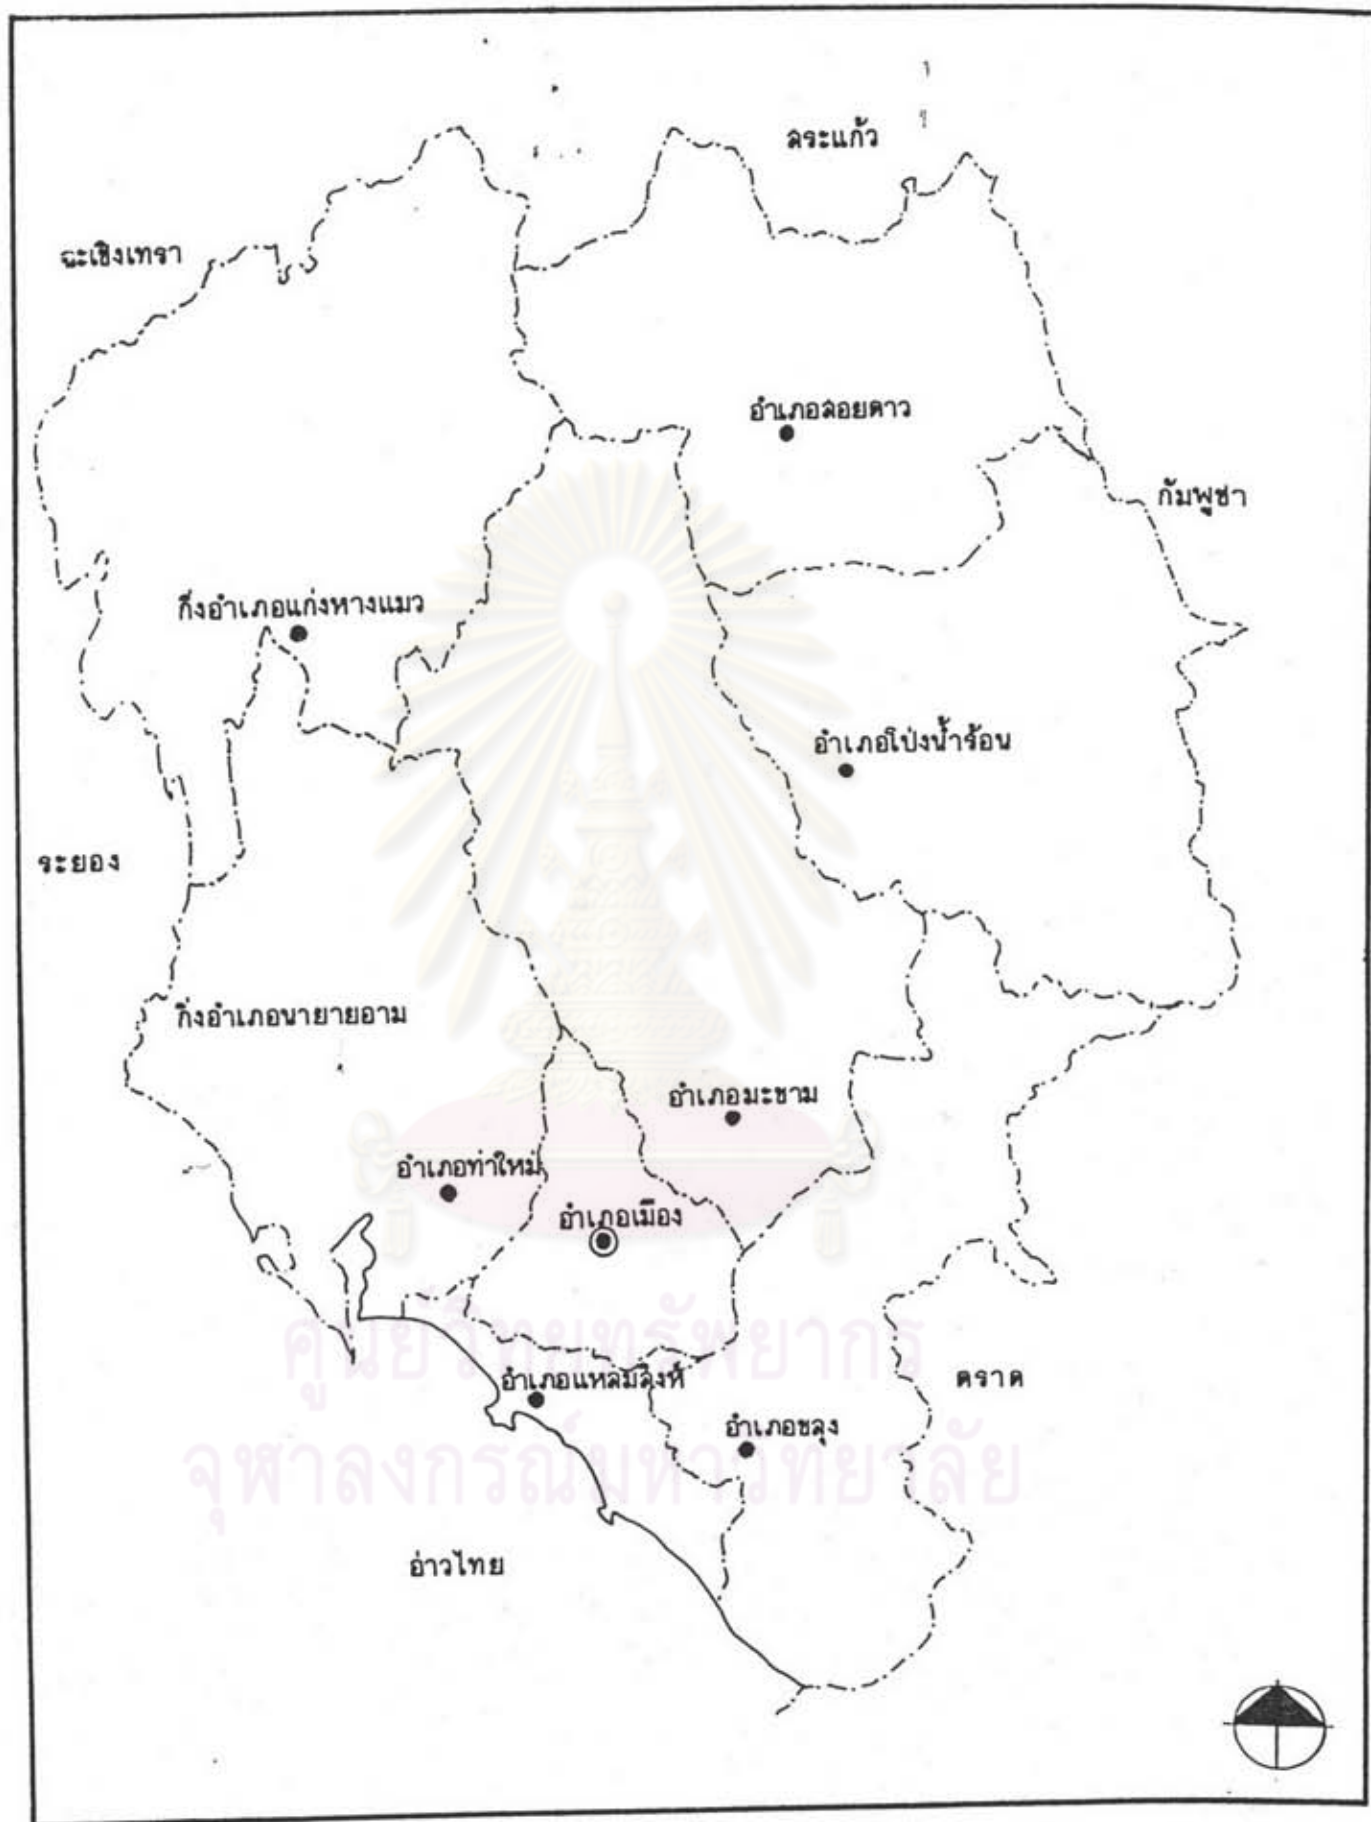 สระแก้ว
ฉะเชิงเทรา
อำเภอสอยดาว
กัมพูชา
กิ่งอำเภอแก่งหางแมว
อำเภอโป่งน้ำร้อน
ระยอง
กิ่งอำเภอนายายอาม
อำเภอมะขาม
อำเภอท่าใหม่
อำเภอเมือง
ศูนย์วิทยทรัพยากร
อำเภอแหลมสิงห์
ตราด
อำเภอขลุง
จุฬาลงกรณ์มหาวิทยาลัย
อ่าวไทย